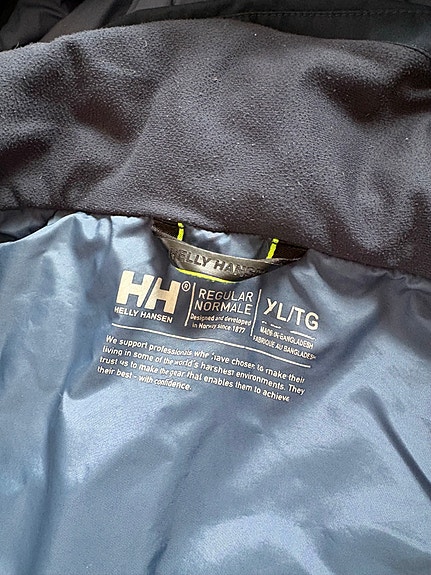 HELLY HANSEN
HH®
HELLY HANSEN
REGULAR
NORMALE
Designed and developed
in Norway since 1877
XL/TG
MADE IN BANGLADESH
FABRIQUÉ AU BANGLADESH
We support professionals who have chosen to make their
living in some of the world's harshest environments. They
trust us to make the gear that enables them to achieve
their best – with confidence.